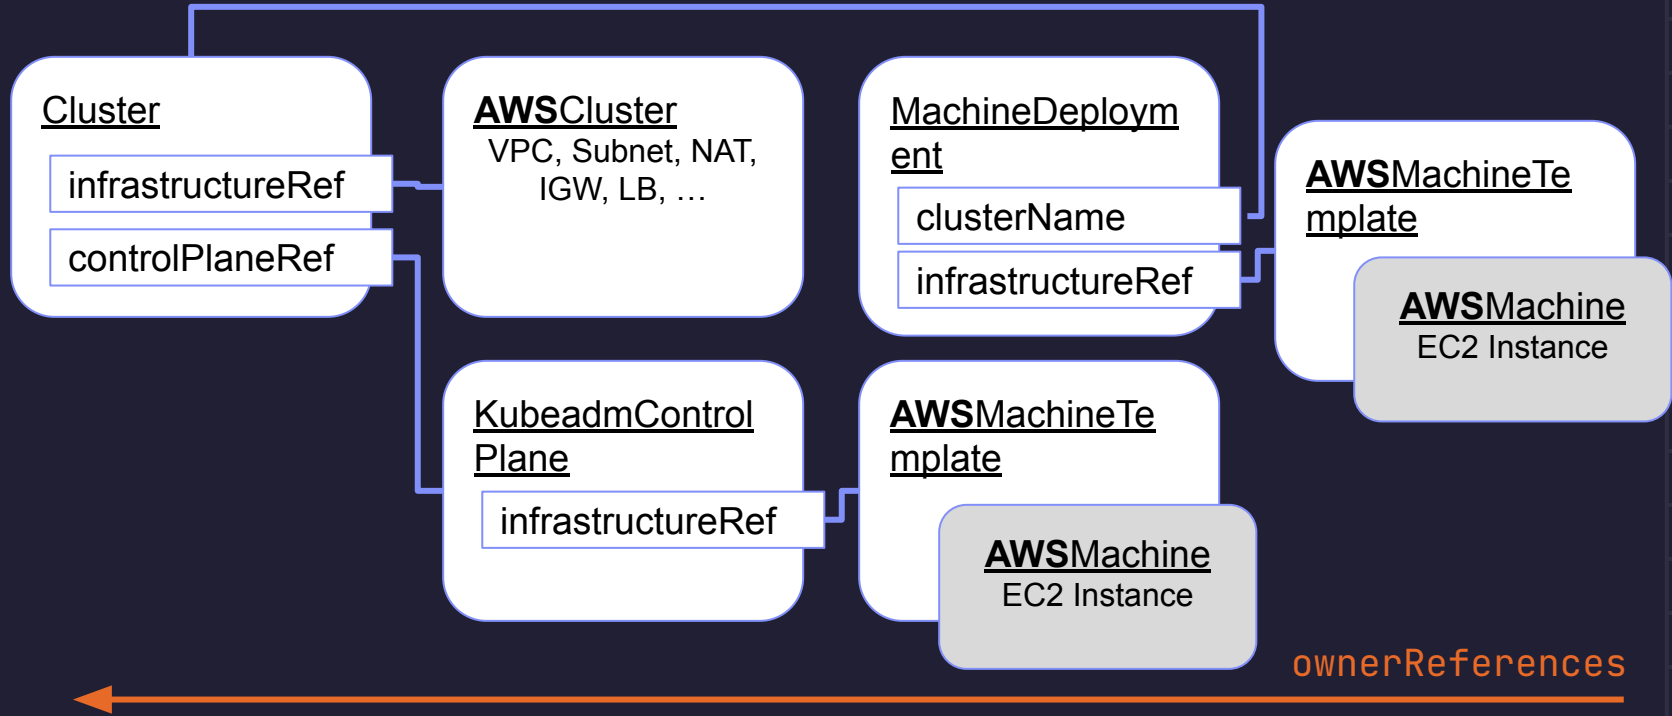 Cluster
infrastructureRef
controlPlaneRef
AWSCluster
VPC, Subnet, NAT,
IGW, LB, …
MachineDeploym
ent
clusterName
infrastructureRef
AWSMachineTe
mplate
AWSMachine
EC2 Instance
KubeadmControl
Plane
infrastructureRef
AWSMachineTe
mplate
AWSMachine
EC2 Instance
ownerReferences